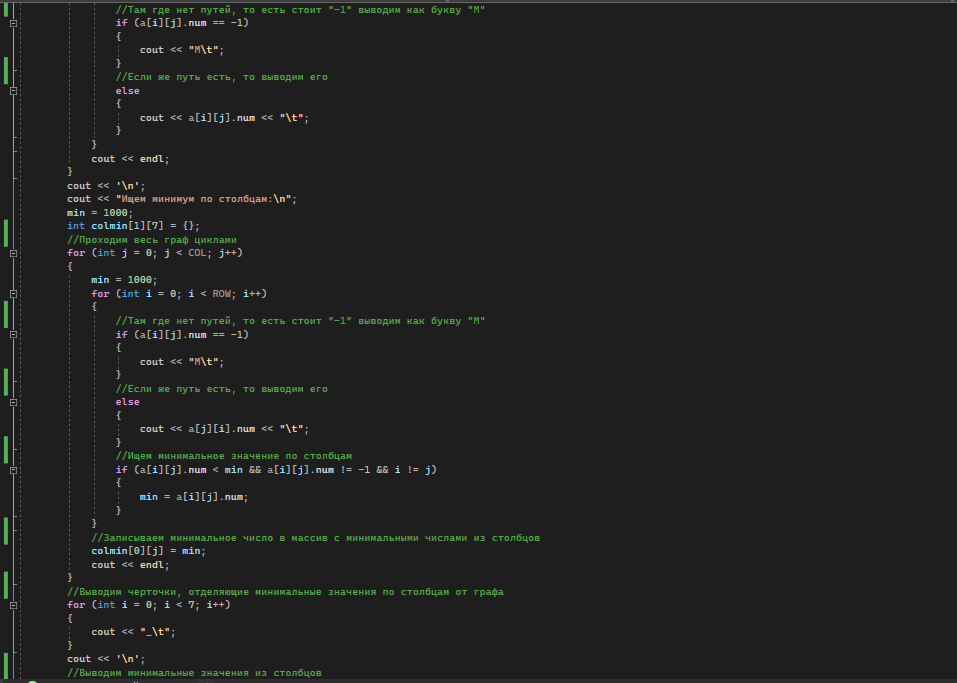 //Там где нет путей, то есть стоит "-1" выводим как букву "М"
if (a[i][j].num == -1)
{
cout << "M\t";
}
//Если же путь есть, то выводим его
else
{
cout << a[i][j].num << "\t";
}
}
cout << endl;
}
cout << '\n';
cout << "Ищем минимум по столбцам:\n";
min = 1000;
int colmin[1][7] = {};
//Проходим весь граф циклами
for (int j = 0; j < COL; j++)
{
min = 1000;
for (int i = 0; i < ROW; i++)
{
//Там где нет путей, то есть стоит "-1" выводим как букву "М"
if (a[i][j].num == -1)
{
cout << "M\t";
}
//Если же путь есть, то выводим его
else
{
cout << a[j][i].num << "\t";
}
//Ищем минимальное значение по столбцам
if (a[i][j].num < min && a[i][j].num != -1 && i != j)
{
min = a[i][j].num;
}
}
//Записываем минимальное число в массив с минимальными числами из столбцов
colmin[0][j] = min;
cout << endl;
}
//Выводим черточки, отделяющие минимальные значения по столбцам от графа
for (int i = 0; i < 7; i++)
{
cout << "_\t";
}
cout << '\n';
//Выводим минимальные значения из столбцов